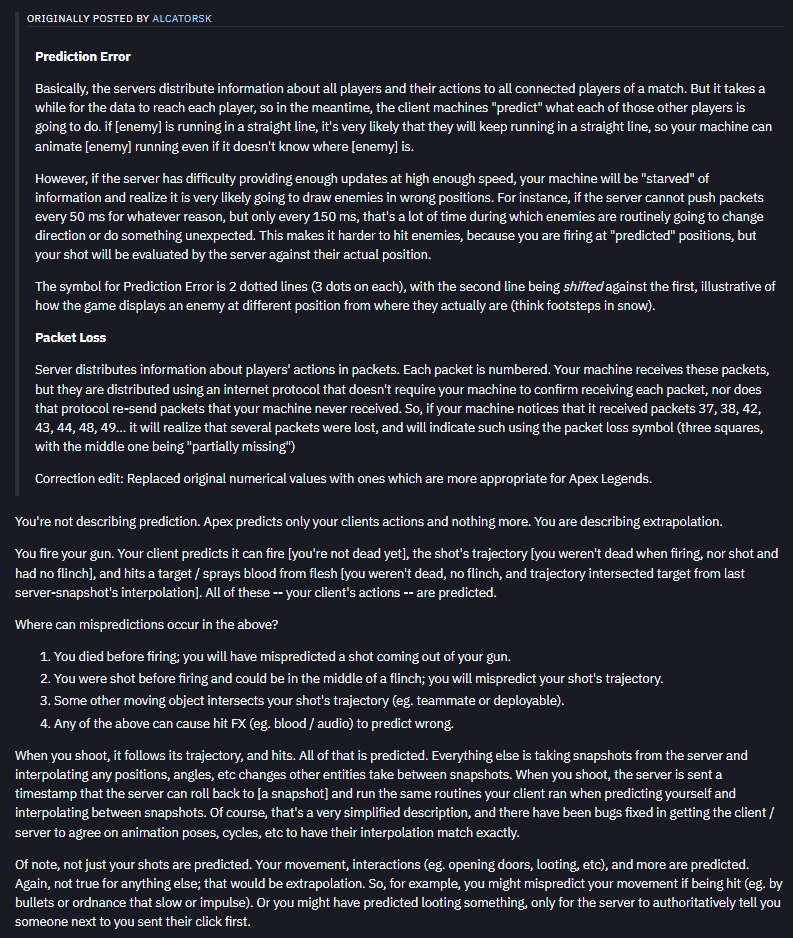 ORIGINALLY POSTED BY ALCATORSK
Prediction Error
Basically, the servers distribute information about all players and their actions to all connected players of a match. But it takes a
while for the data to reach each player, so in the meantime, the client machines "predict" what each of those other players is
going to do. if [enemy] is running in a straight line, it's very likely that they will keep running in a straight line, so your machine can
animate [enemy] running even if it doesn't know where [enemy] is.
However, if the server has difficulty providing enough updates at high enough speed, your machine will be "starved" of
information and realize it is very likely going to draw enemies in wrong positions. For instance, if the server cannot push packets
every 50 ms for whatever reason, but only every 150 ms, that's a lot of time during which enemies are routinely going to change
direction or do something unexpected. This makes it harder to hit enemies, because you are firing at "predicted" positions, but
your shot will be evaluated by the server against their actual position.
The symbol for Prediction Error is 2 dotted lines (3 dots on each), with the second line being shifted against the first, illustrative of
how the game displays an enemy at different position from where they actually are (think footsteps in snow).
Packet Loss
Server distributes information about players' actions in packets. Each packet is numbered. Your machine receives these packets,
but they are distributed using an internet protocol that doesn't require your machine to confirm receiving each packet, nor does
that protocol re-send packets that your machine never received. So, if your machine notices that it received packets 37, 38, 42,
43, 44, 48, 49... it will realize that several packets were lost, and will indicate such using the packet loss symbol (three squares,
with the middle one being "partially missing")
Correction edit: Replaced original numerical values with ones which are more appropriate for Apex Legends.
You're not describing prediction. Apex predicts only your clients actions and nothing more. You are describing extrapolation.
You fire your gun. Your client predicts it can fire [you're not dead yet], the shot's trajectory [you weren't dead when firing, nor shot and
had no flinch], and hits a target / sprays blood from flesh [you weren't dead, no flinch, and trajectory intersected target from last
server-snapshot's interpolation]. All of these -- your client's actions -- are predicted.
Where can mispredictions occur in the above?
1. You died before firing; you will have mispredicted a shot coming out of your gun.
2. You were shot before firing and could be in the middle of a flinch; you will mispredict your shot's trajectory.
3. Some other moving object intersects your shot's trajectory (eg. teammate or deployable).
4. Any of the above can cause hit FX (eg. blood / audio) to predict wrong.
When you shoot, it follows its trajectory, and hits. All of that is predicted. Everything else is taking snapshots from the server and
interpolating any positions, angles, etc changes other entities take between snapshots. When you shoot, the server is sent a
timestamp that the server can roll back to [a snapshot] and run the same routines your client ran when predicting yourself and
interpolating between snapshots. Of course, that's a very simplified description, and there have been bugs fixed in getting the client /
server to agree on animation poses, cycles, etc to have their interpolation match exactly.
Of note, not just your shots are predicted. Your movement, interactions (eg. opening doors, looting, etc), and more are predicted.
Again, not true for anything else; that would be extrapolation. So, for example, you might mispredict your movement if being hit (eg. by
bullets or ordnance that slow or impulse). Or you might have predicted looting something, only for the server to authoritatively tell you
someone next to you sent their click first.